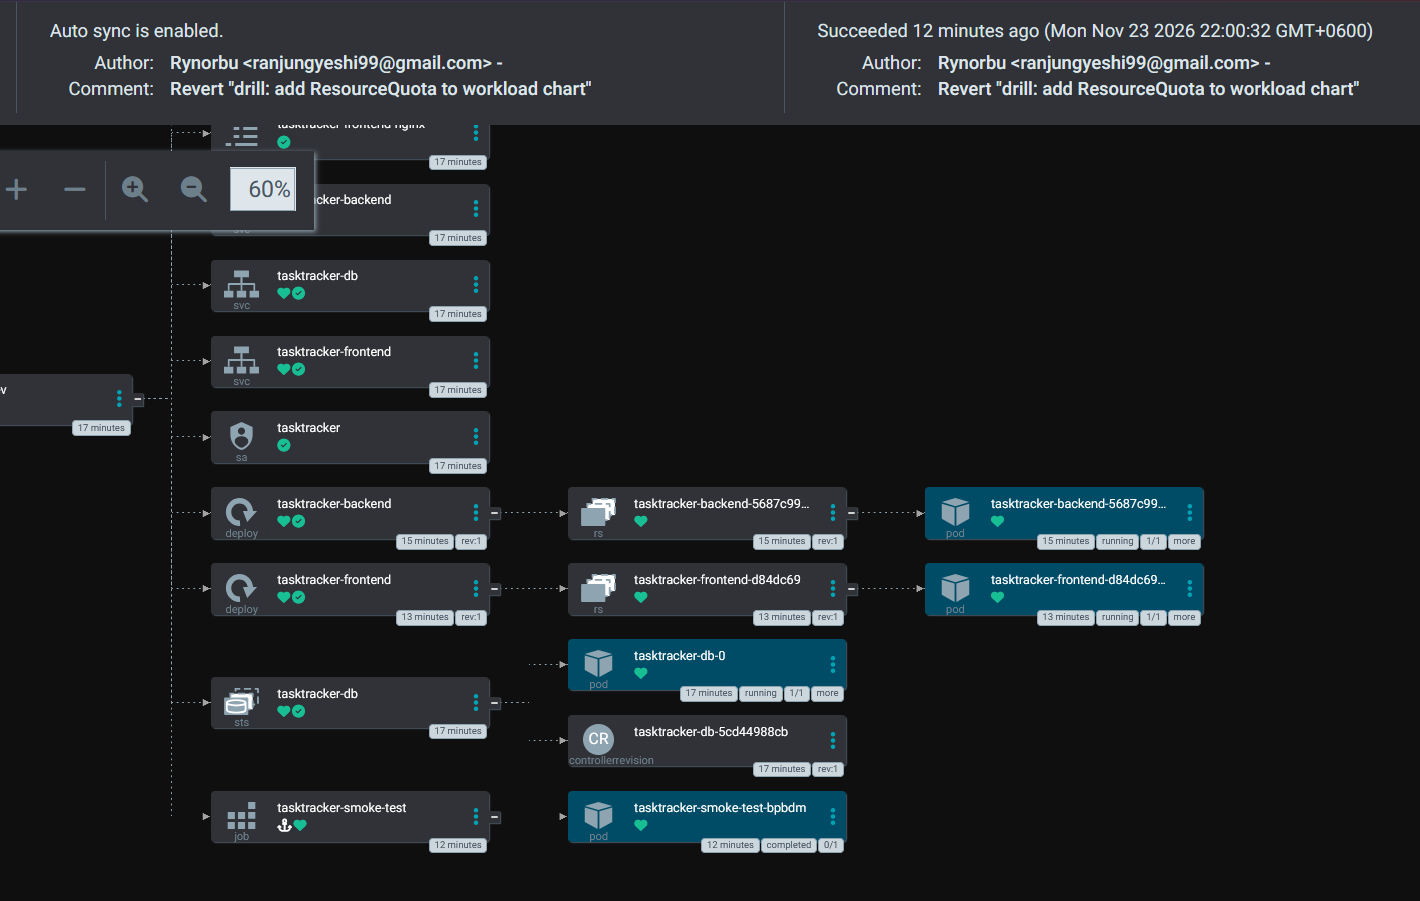 Auto sync is enabled.
Author: Rynorbu <ranjungyeshi99@gmail.com> -
Comment: Revert "drill: add ResourceQuota to workload chart"
Succeeded 12 minutes ago (Mon Nov 23 2026 22:00:32 GMT+0600)
Author: Rynorbu <ranjungyeshi99@gmail.com> -
Comment: Revert "drill: add ResourceQuota to workload chart"
tasktracker-frontend-nginx
17 minutes
60%
cker-backend
svc
17 minutes
tasktracker-db
svc
17 minutes
tasktracker-frontend
svc
17 minutes
v
17 minutes
tasktracker
sa
17 minutes
tasktracker-backend
deploy
15 minutes rev:1
tasktracker-backend-5687c99...
rs
15 minutes rev:1
tasktracker-backend-5687c99...
pod
15 minutes running 1/1 more
tasktracker-frontend
deploy
13 minutes rev:1
tasktracker-frontend-d84dc69
rs
13 minutes rev:1
tasktracker-frontend-d84dc69...
pod
13 minutes running 1/1 more
tasktracker-db
sts
17 minutes
tasktracker-db-0
pod
17 minutes running 1/1 more
CR
tasktracker-db-5cd44988cb
controllerrevision
17 minutes rev:1
tasktracker-smoke-test
job
12 minutes
tasktracker-smoke-test-bpbdm
pod
12 minutes completed 0/1